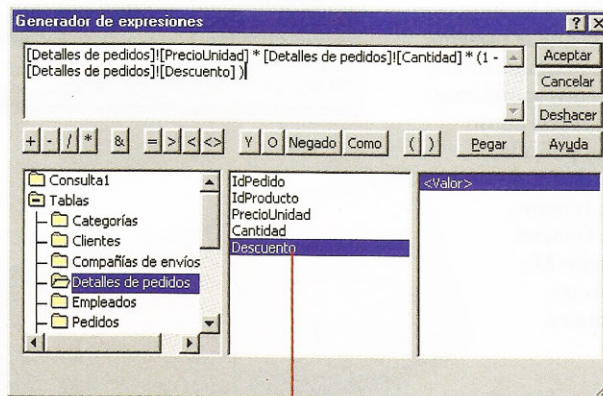 Generador de expresiones
[Detalles de pedidos]![PrecioUnidad] * [Detalles de pedidos]![Cantidad] * (1 -
[Detalles de pedidos]![Descuento] )
Aceptar
Cancelar
Deshacer
+ - / * & = > < <> Y O Negado Como ( ) Pegar Ayuda
Consulta1
Tablas
Categorías
Clientes
Compañías de envíos
Detalles de pedidos
Empleados
Pedidos
IdPedido
IdProducto
PrecioUnidad
Cantidad
Descuento
<Valor>